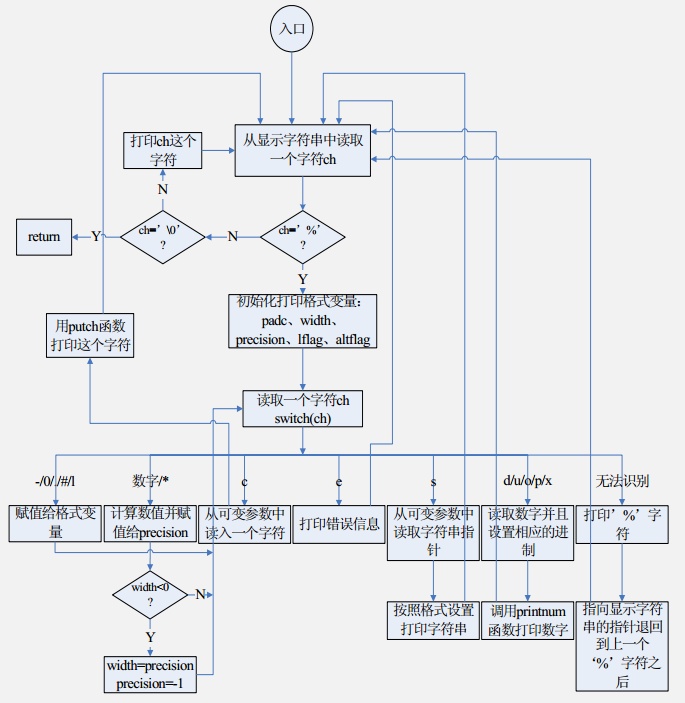 入口
从显示字符串中读取
一个字符ch
打印ch这个
字符
N
return
Y
ch=’\0’
?
N
ch=’%’
?
Y
初始化打印格式变量：
padc、width、
precision、lflag、altflag
用putch函数
打印这个字符
读取一个字符ch
switch(ch)
-/0/./#/l
数字/*
c
e
s
d/u/o/p/x
无法识别
赋值给格式变
量
计算数值并赋
值给precision
从可变参数中
读入一个字符
打印错误信息
从可变参数中
读取字符串指
针
读取数字并且
设置相应的进
制
打印’%’字
符
width<0
?
N
Y
width=precision
precision=-1
按照格式设置
打印字符串
调用printnum
函数打印数字
指向显示字符
串的指针退回
到上一个
‘%’字符之
后